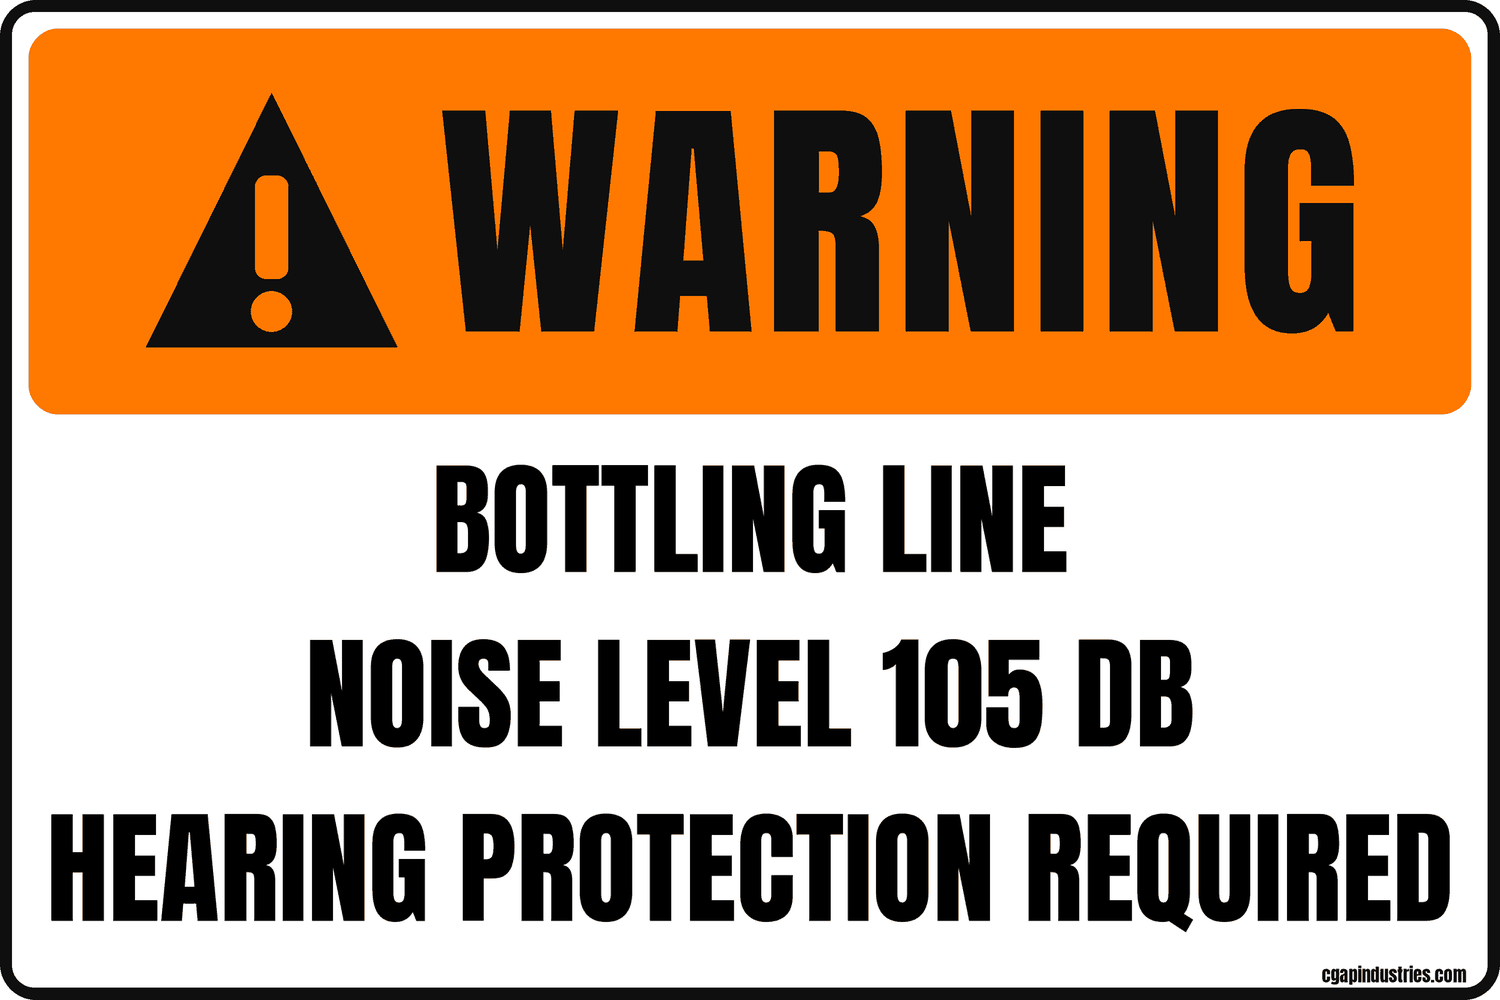 WARNING
BOTTLING LINE
NOISE LEVEL 105 DB
HEARING PROTECTION REQUIRED
cgapindustries.com